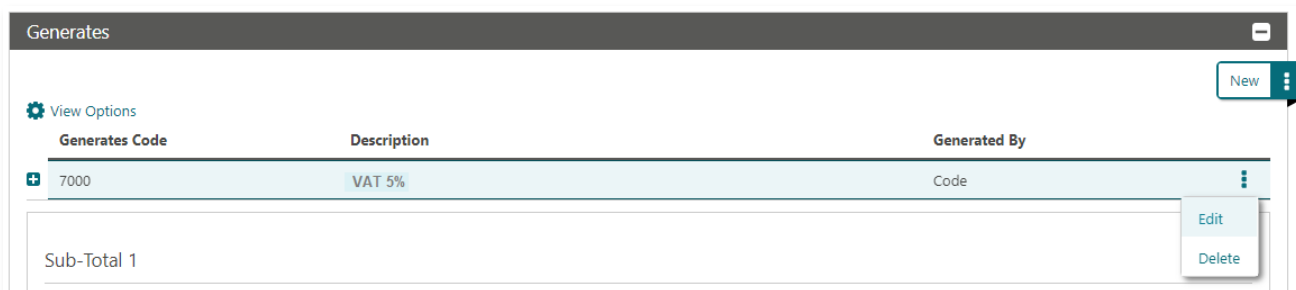 Generates
New
View Options
Generates Code Description Generated By
7000 VAT 5% Code
Edit
Sub-Total 1
Delete